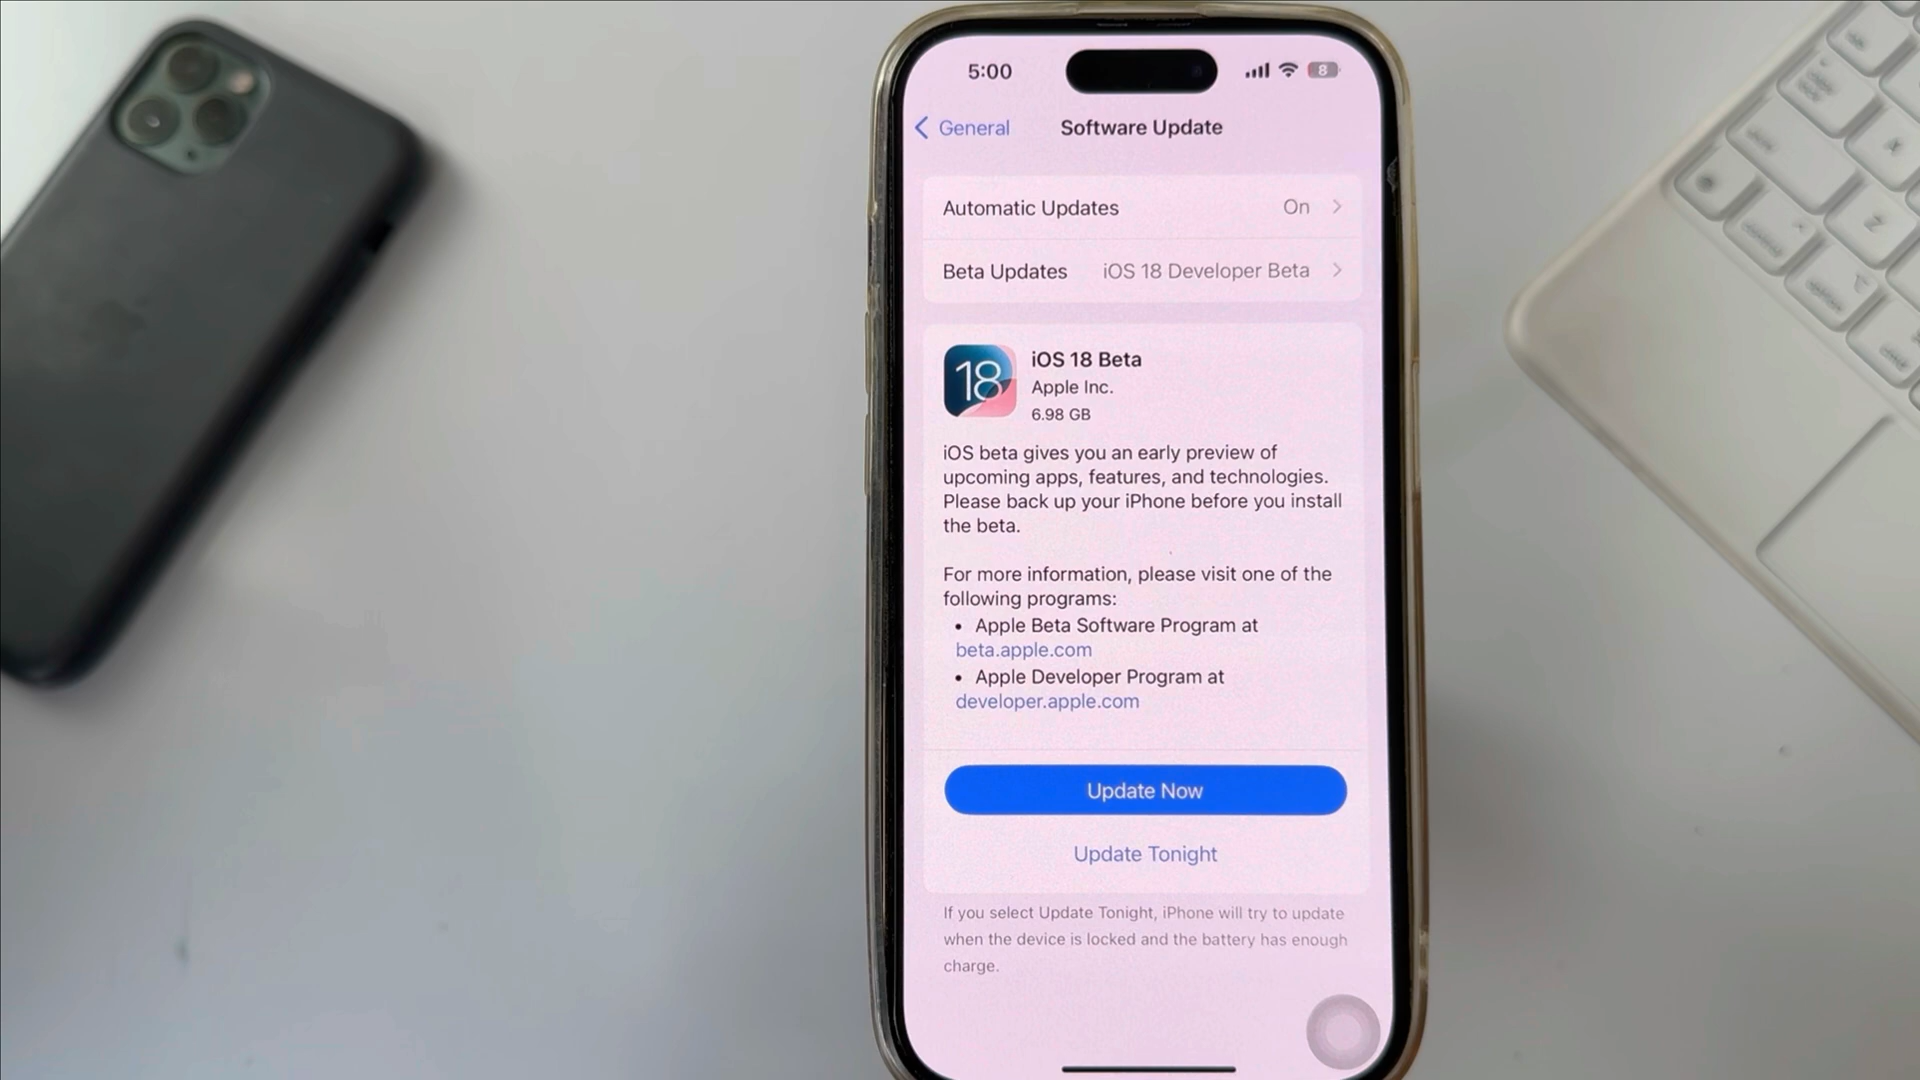 5:00
8
General
Software Update
Automatic Updates On
Beta Updates iOS 18 Developer Beta
18
iOS 18 Beta
Apple Inc.
6.98 GB
iOS beta gives you an early preview of
upcoming apps, features, and technologies.
Please back up your iPhone before you install
the beta.
For more information, please visit one of the
following programs:
• Apple Beta Software Program at
beta.apple.com
• Apple Developer Program at
developer.apple.com
Update Now
Update Tonight
If you select Update Tonight, iPhone will try to update
when the device is locked and the battery has enough
charge.
Z